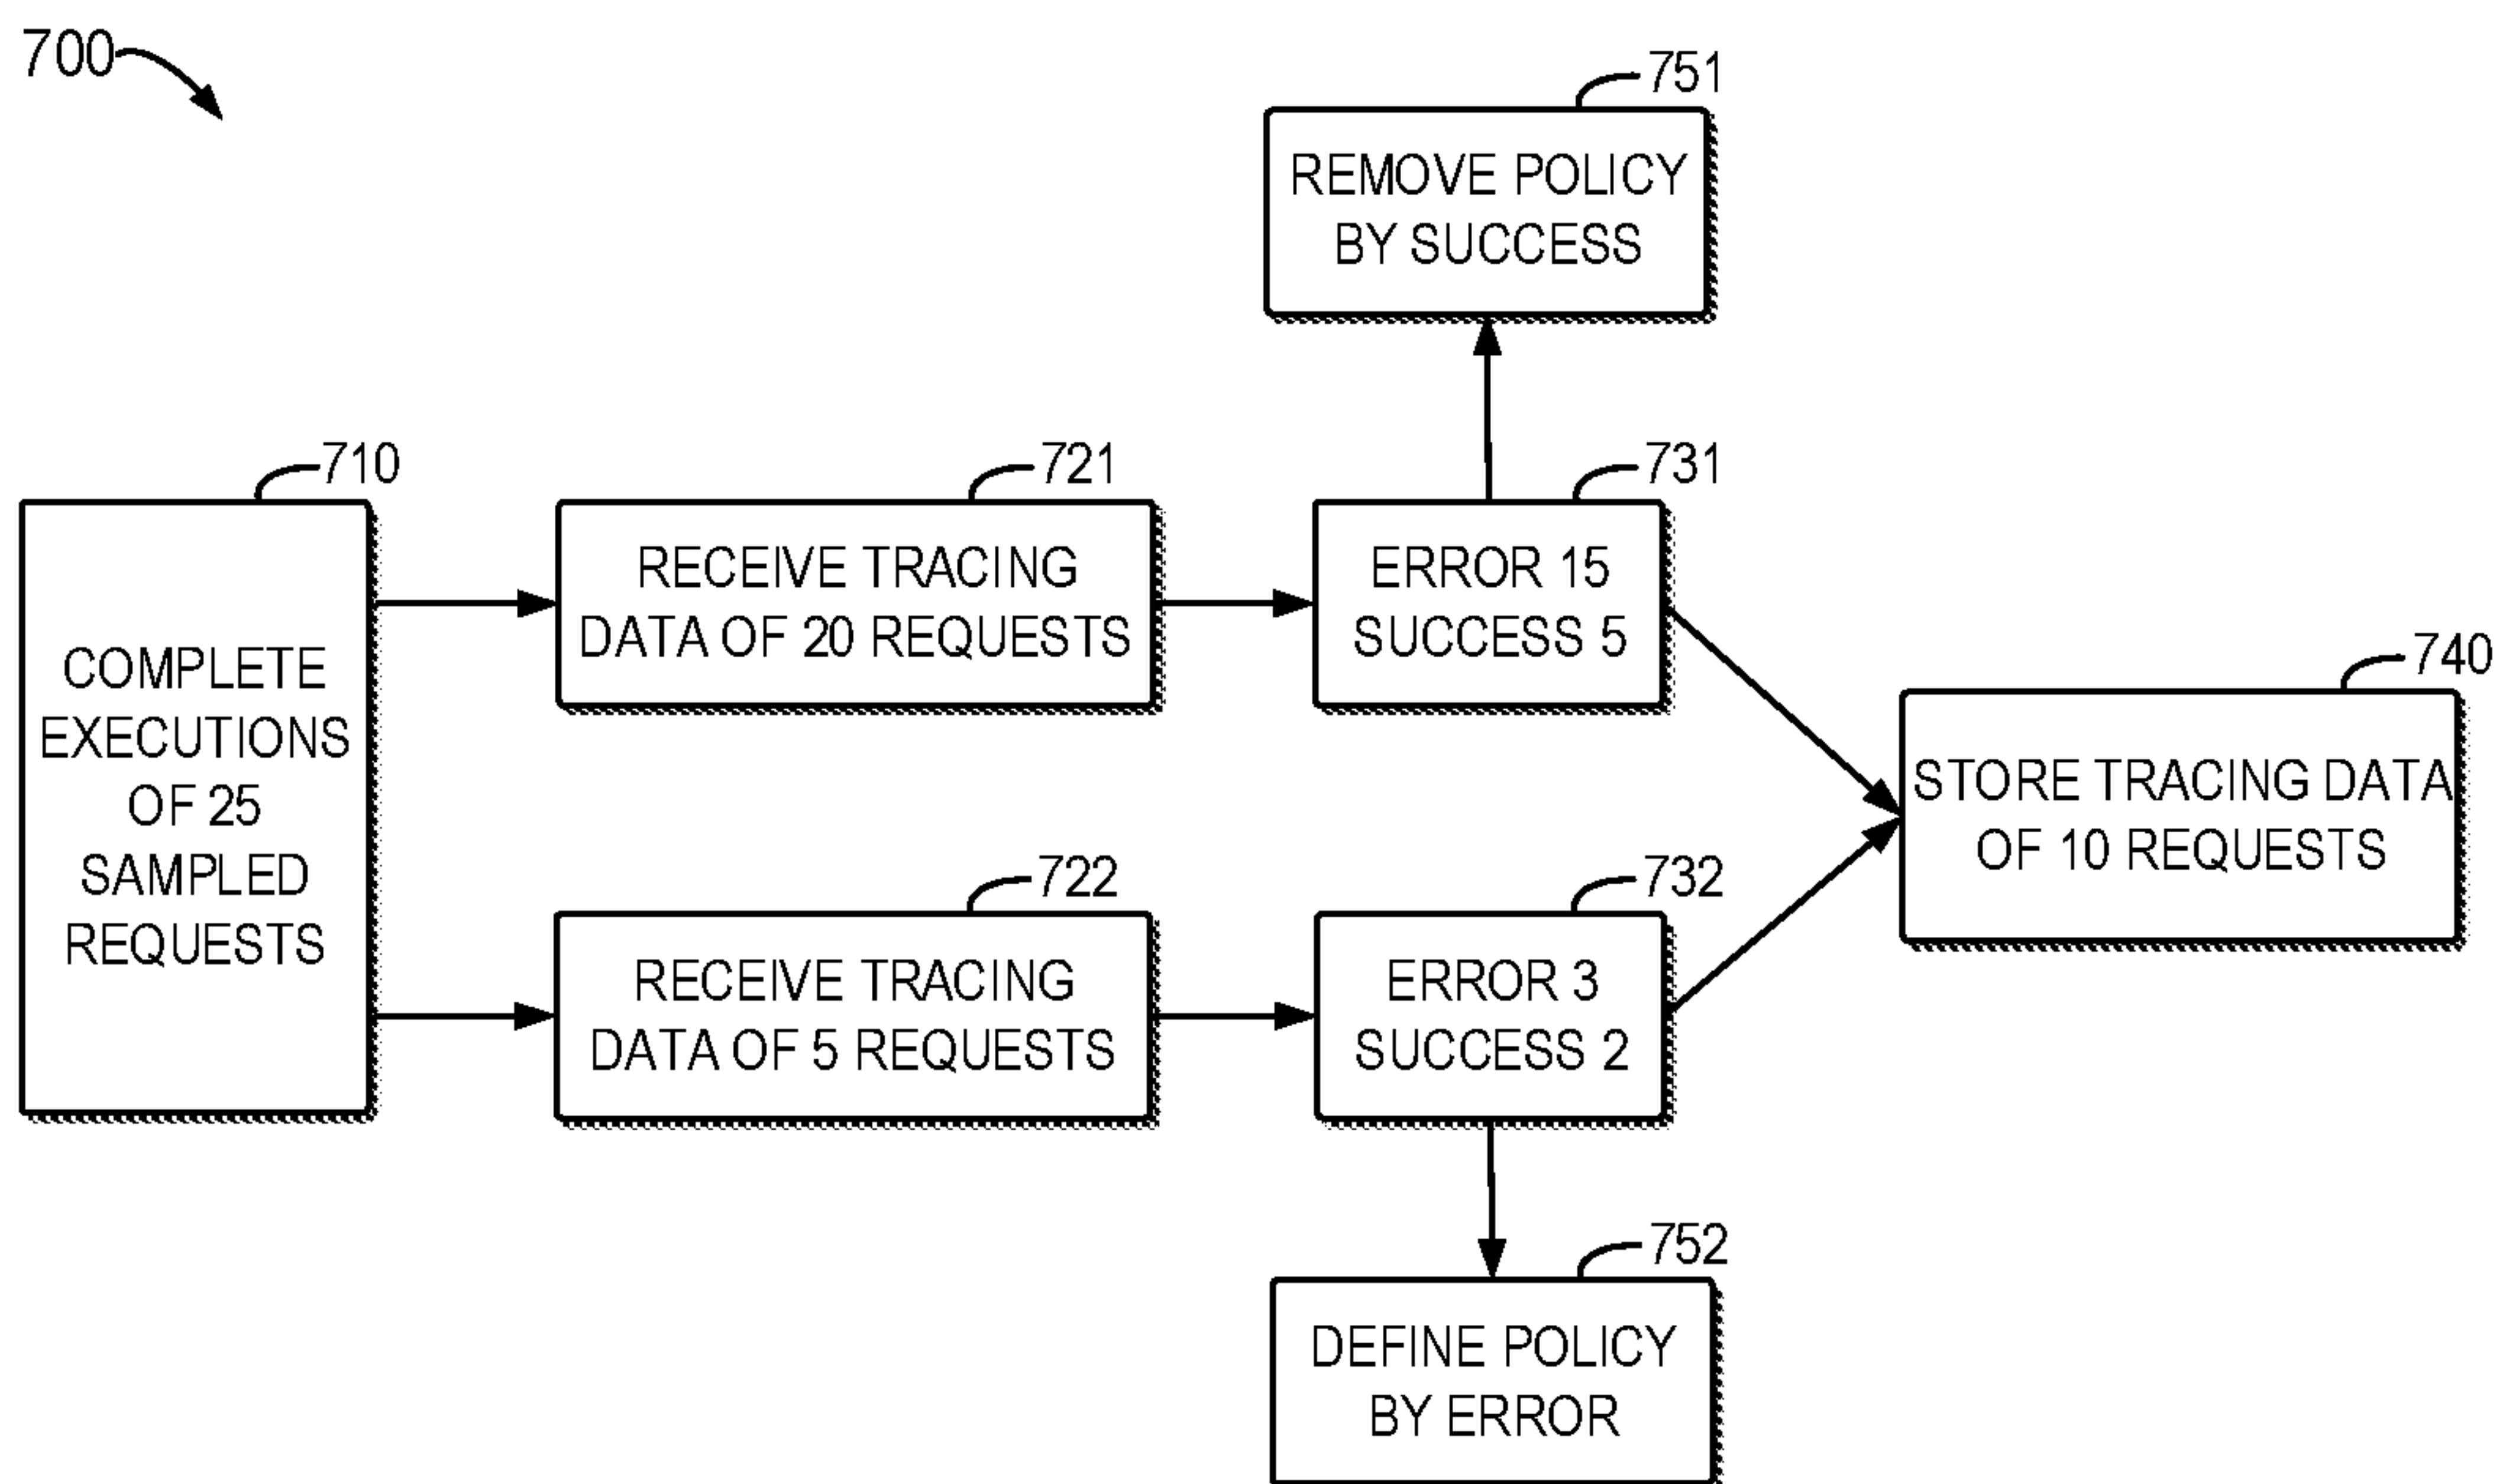 700
751
REMOVE POLICY
BY SUCCESS
710
721
731
COMPLETE
EXECUTIONS
OF 25
SAMPLED
REQUESTS
RECEIVE TRACING
DATA OF 20 REQUESTS
ERROR 15
SUCCESS 5
740
STORE TRACING DATA
OF 10 REQUESTS
722
732
RECEIVE TRACING
DATA OF 5 REQUESTS
ERROR 3
SUCCESS 2
752
DEFINE POLICY
BY ERROR